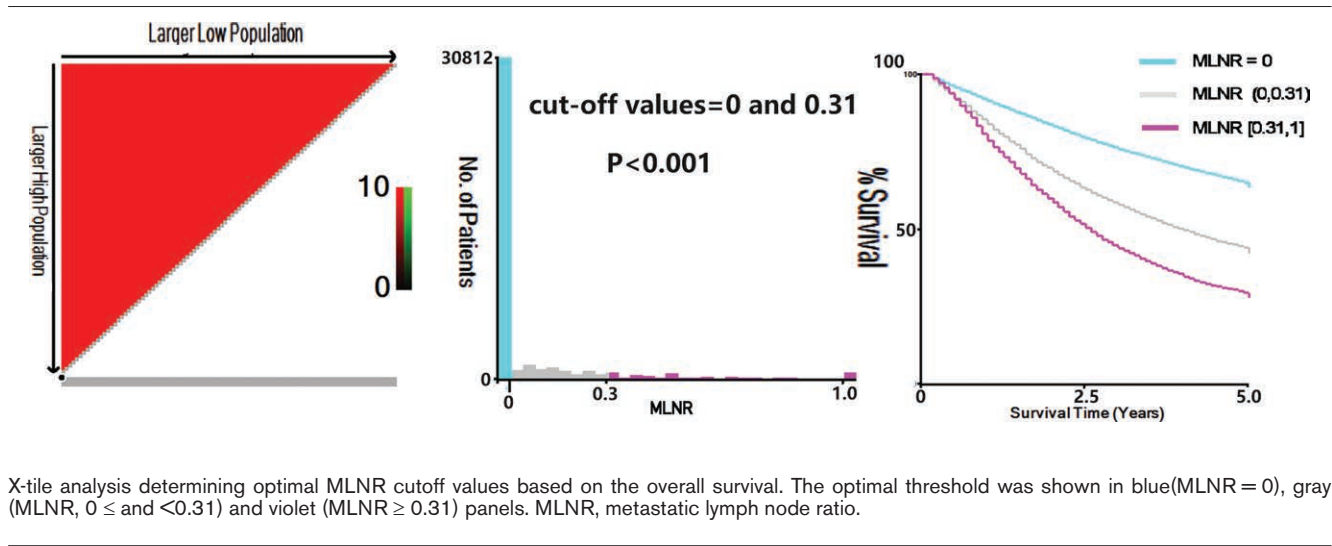 Larger Low Population
Larger High Population
10
0
30812
0
No. of Patients
cut-off values=0 and 0.31
P<0.001
0
0.3
1.0
MLNR
100
100
50
% Survival
MLNR = 0
MLNR (0,0.31)
MLNR [0.31,1]
0
2.5
5.0
Survival Time (Years)
X-tile analysis determining optimal MLNR cutoff values based on the overall survival. The optimal threshold was shown in blue(MLNR = 0), gray
(MLNR, 0 ≤ and <0.31) and violet (MLNR ≥ 0.31) panels. MLNR, metastatic lymph node ratio.